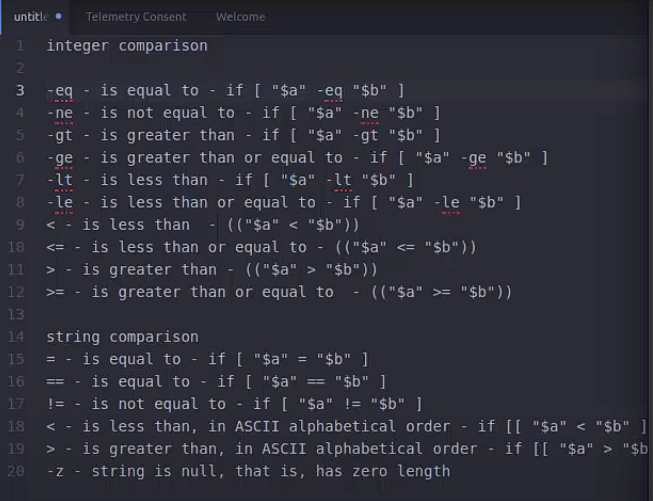 untitle Telemetry Consent Welcome
1 integer comparison
2
3 -eq - is equal to - if [ "$a" -eq "$b" ]
4 -ne - is not equal to - if [ "$a" -ne "$b" ]
5 -gt - is greater than - if [ "$a" -gt "$b" ]
6 -ge - is greater than or equal to - if [ "$a" -ge "$b" ]
7 -lt - is less than - if [ "$a" -lt "$b" ]
8 -le - is less than or equal to - if [ "$a" -le "$b" ]
9 < - is less than  - (("$a" < "$b"))
10 <= - is less than or equal to - (("$a" <= "$b"))
11 > - is greater than - (("$a" > "$b"))
12 >= - is greater than or equal to  - (("$a" >= "$b"))
13
14 string comparison
15 = - is equal to - if [ "$a" = "$b" ]
16 == - is equal to - if [ "$a" == "$b" ]
17 != - is not equal to - if [ "$a" != "$b" ]
18 < - is less than, in ASCII alphabetical order - if [[ "$a" < "$b" ]
19 > - is greater than, in ASCII alphabetical order - if [[ "$a" > "$b
20 -z - string is null, that is, has zero length